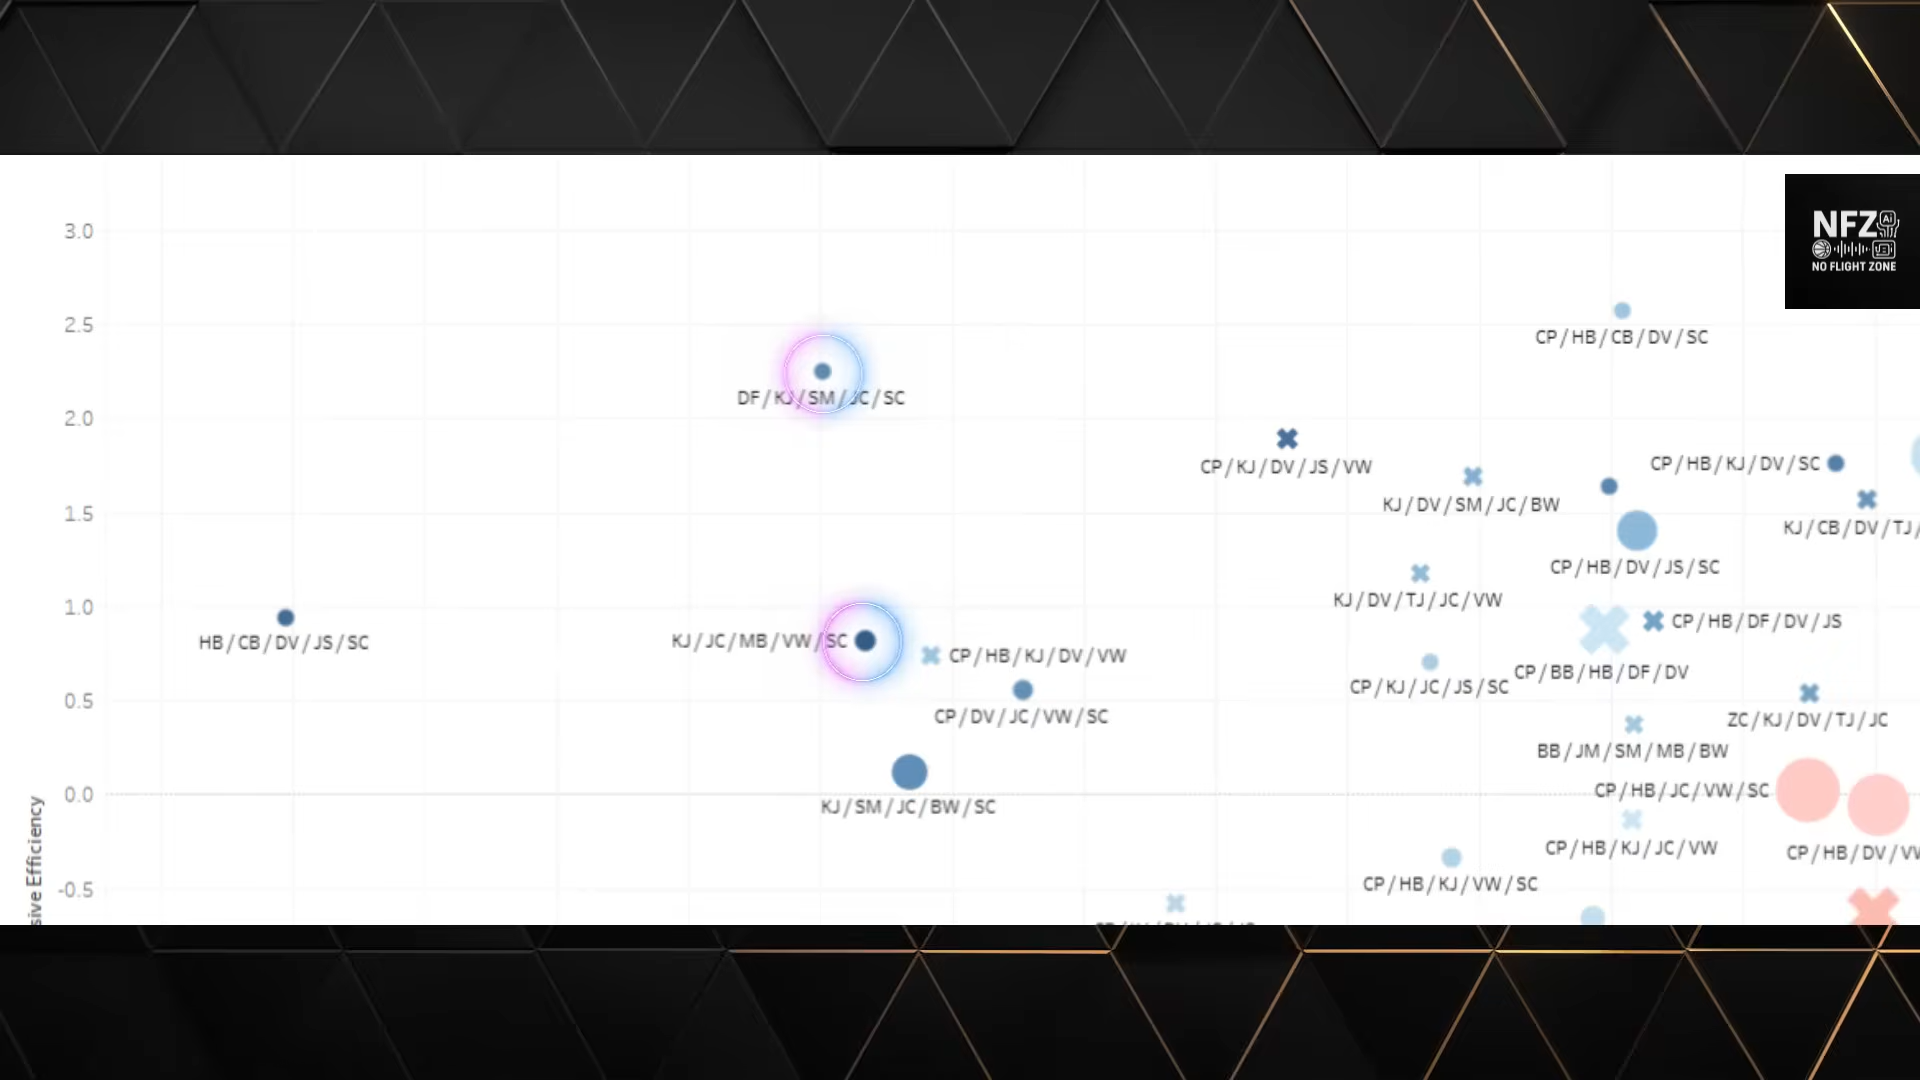 3.0
NFZ
Ai
NO FLIGHT ZONE
2.5
CP / HB / CB / DV / SC
DF / KJ / SM / JC / SC
2.0
CP / KJ / DV / JS / VW
CP / HB / KJ / DV / SC
KJ / DV / SM / JC / BW
1.5
KJ / CB / DV / TJ /
CP / HB / DV / JS / SC
KJ / DV / TJ / JC / VW
1.0
HB / CB / DV / JS / SC
KJ / JC / MB / VW / SC
CP / HB / DF / DV / JS
CP / HB / KJ / DV / VW
CP / BB / HB / DF / DV
CP / KJ / JC / JS / SC
0.5
CP / DV / JC / VW / SC
ZC / KJ / DV / TJ / JC
BB / JM / SM / MB / BW
0.0
CP / HB / JC / VW / SC
KJ / SM / JC / BW / SC
CP / HB / KJ / JC / VW
CP / HB / DV / VW
sive Efficiency
-0.5
CP / HB / KJ / VW / SC